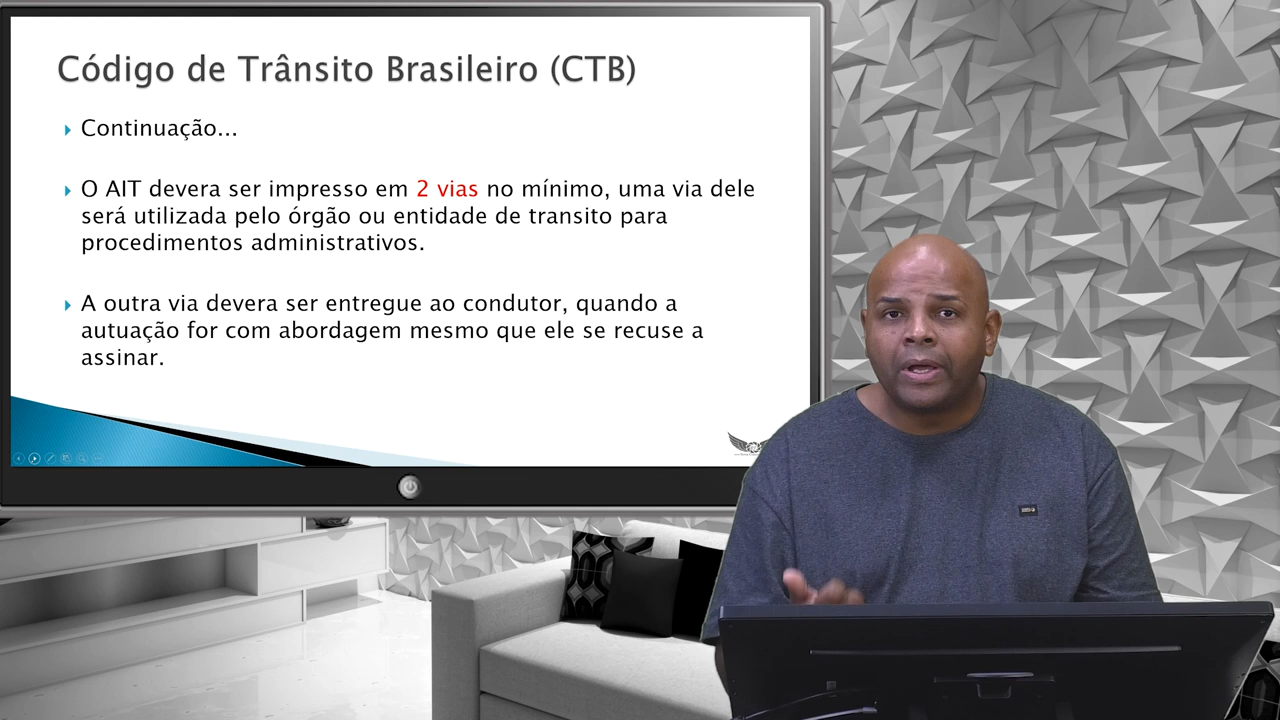 Código de Trânsito Brasileiro (CTB)
Continuação...
O AIT devera ser impresso em 2 vias no mínimo, uma via dele
será utilizada pelo órgão ou entidade de transito para
procedimentos administrativos.
A outra via devera ser entregue ao condutor, quando a
autuação for com abordagem mesmo que ele se recuse a
assinar.